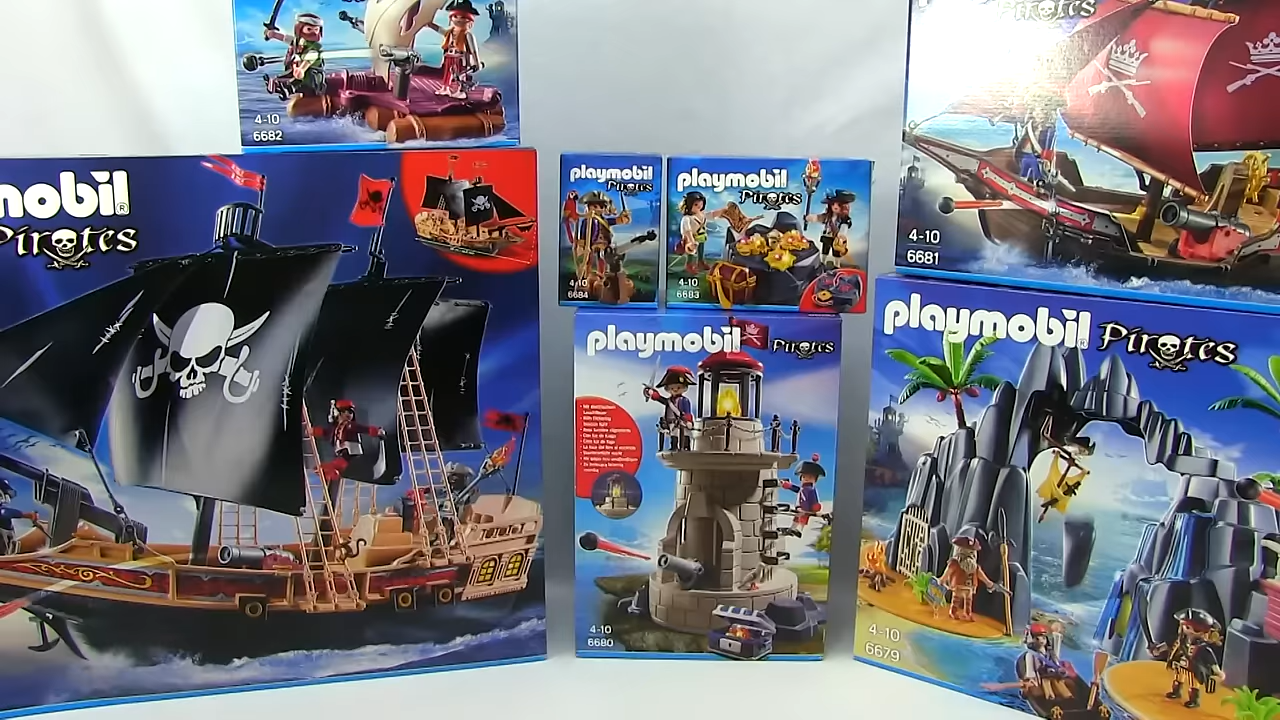 4-10
6682
mobil®
Pirates
playmobil
Pirates
4-10
6684
playmobil
Pirates
4-10
6683
Pirates
4-10
6681
playmobil
Pirates
4-10
6680
playmobil®
Pirates
4-10
6679